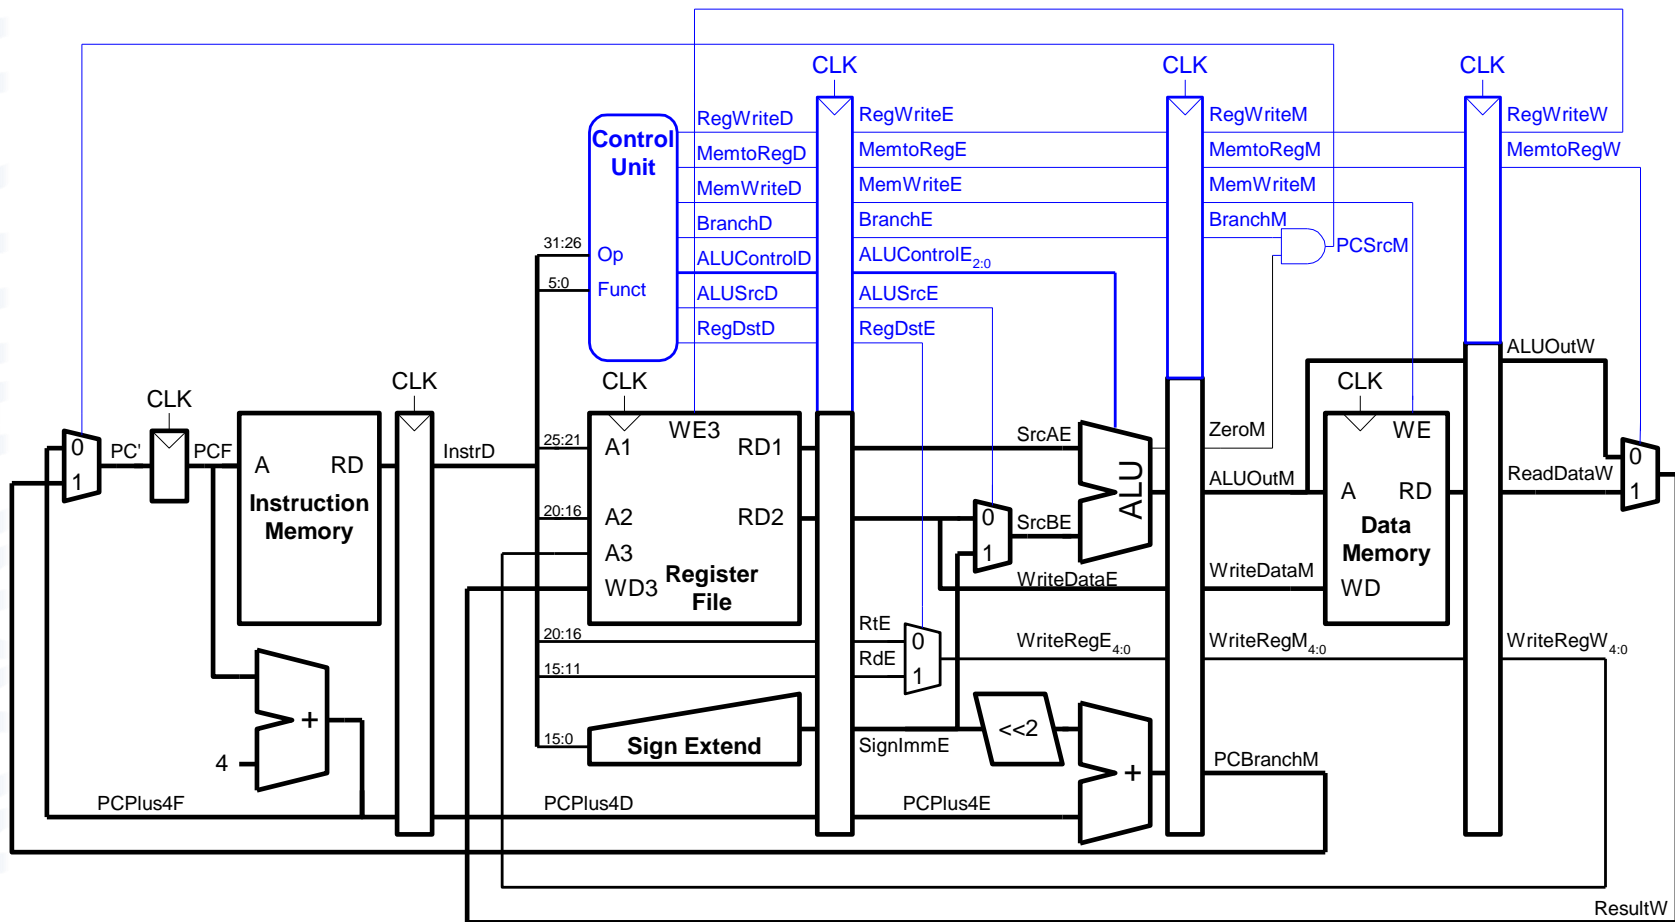 CLK
CLK
CLK
RegWriteD
RegWriteE
RegWriteM
RegWriteW
Control
Unit
MemtoRegD
MemtoRegE
MemtoRegM
MemtoRegW
MemWriteD
MemWriteE
MemWriteM
BranchD
BranchE
BranchM
31:26
Op
ALUControlD
ALUControlE2:0
PCSrcM
5:0
Funct
ALUSrcD
ALUSrcE
RegDstD
RegDstE
ALUOutW
CLK
CLK
CLK
CLK
0
1
PC'
PCF
A
RD
Instruction
Memory
InstrD
25:21
A1
WE3
RD1
SrcAE
ZeroM
WE
ALU
ALUOutM
A
RD
ReadDataW
0
1
20:16
A2
RD2
0
1
SrcBE
Data
Memory
A3
Register
File
WD3
WriteDataE
WriteDataM
WD
20:16
RtE
0
WriteRegE4:0
WriteRegM4:0
WriteRegW4:0
15:11
RdE
1
+
4
15:0
Sign Extend
SignImmE
<<2
+
PCBranchM
PCPlus4F
PCPlus4D
PCPlus4E
ResultW